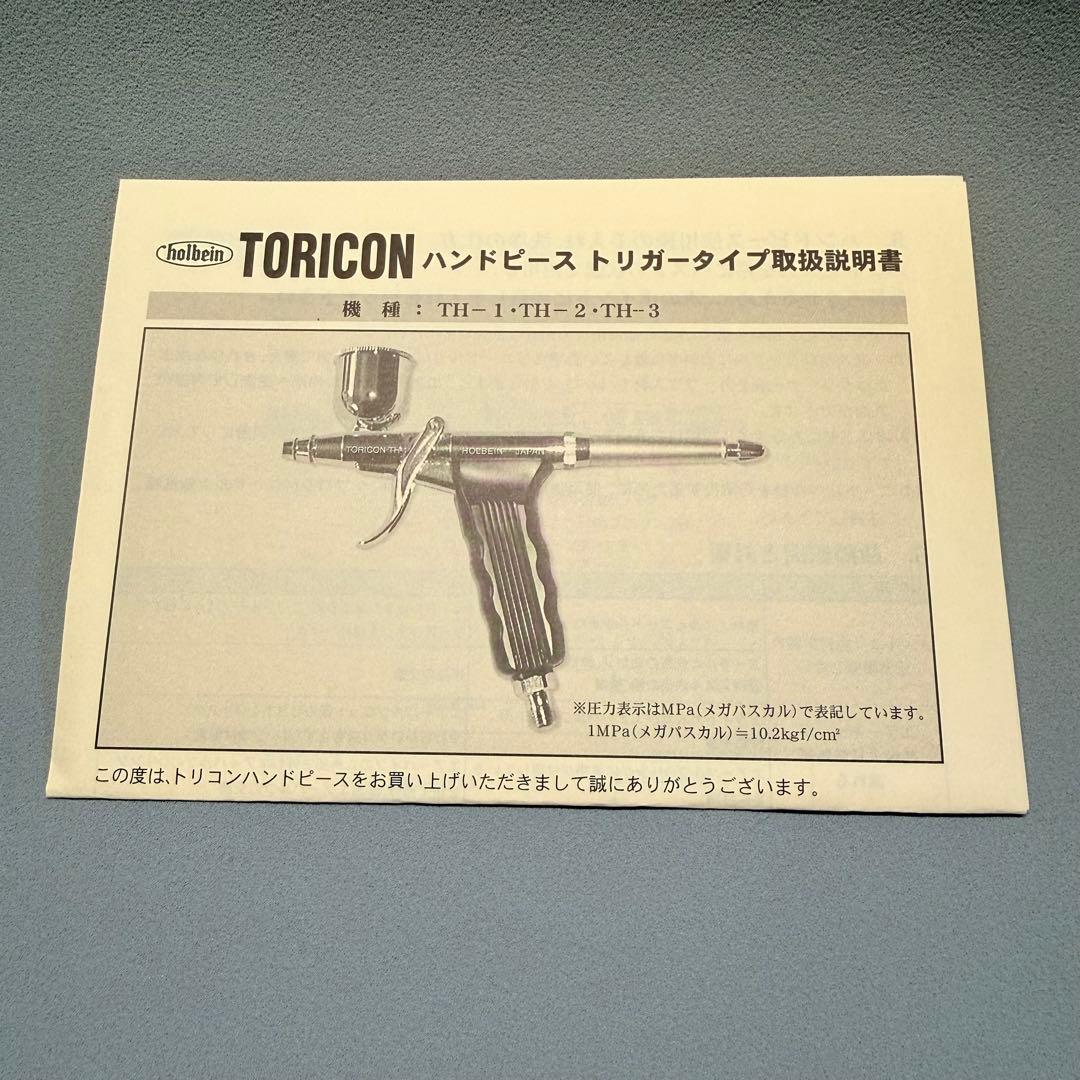 holbein TORICON ハンドピース トリガータイプ取扱説明書
機 種 : TH-1・TH-2・TH-3
TORICON TH
HOLBEIN JAPAN
※圧力表示はMPa(メガパスカル)で表記しています。
1MPa(メガパスカル)≒10.2kgf/cm²
この度は、トリコンハンドピースをお買い上げいただきまして誠にありがとうございます。